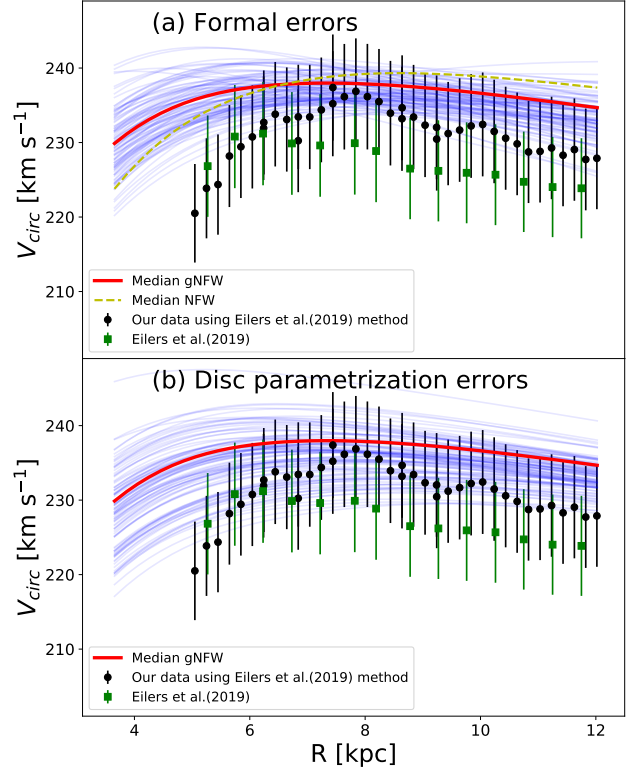 (a) Formal errors
240
230
220
210
V_circ [km s⁻¹]
Median gNFW
Median NFW
Our data using Eilers et al.(2019) method
Eilers et al.(2019)
(b) Disc parametrization errors
240
230
220
210
V_circ [km s⁻¹]
Median gNFW
Our data using Eilers et al.(2019) method
Eilers et al.(2019)
4 6 8 10 12
R [kpc]